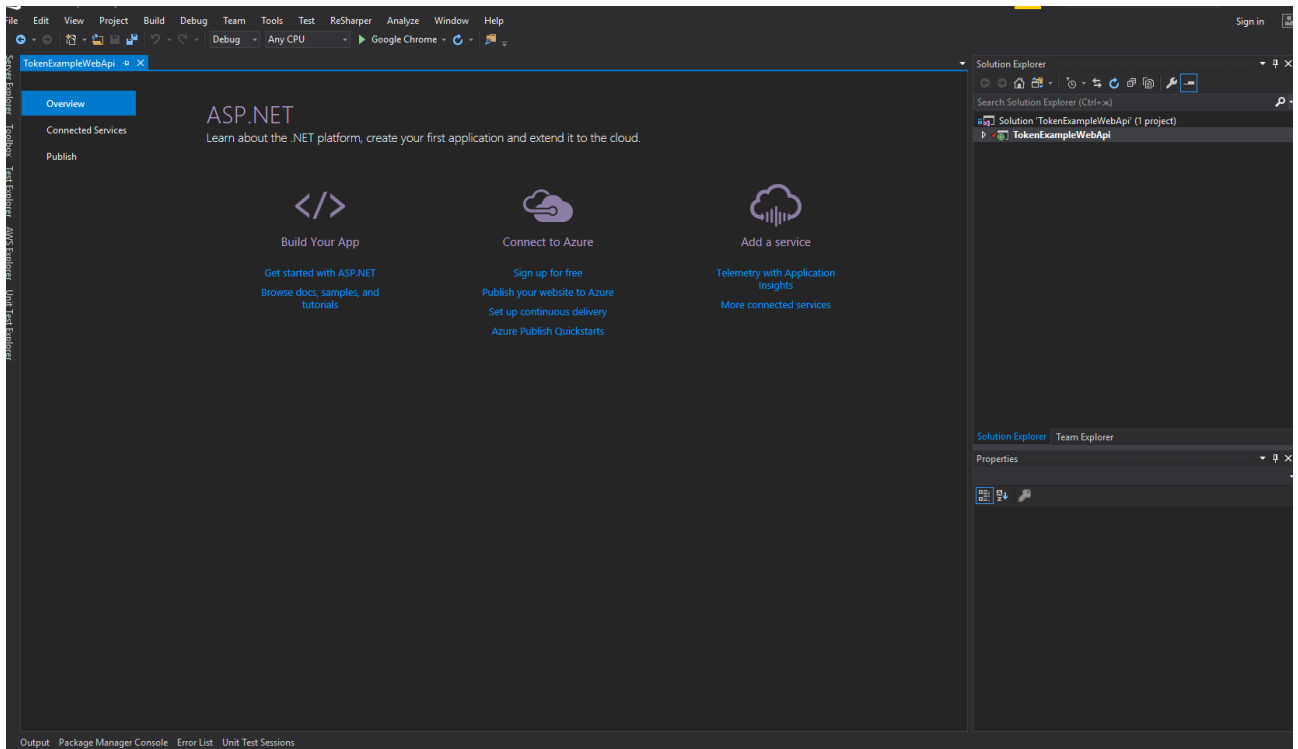 File Edit View Project Build Debug Team Tools Test ReSharper Analyze Window Help
Sign in
Debug Any CPU Google Chrome
Server Explorer
Toolbox
Test Explorer
AWS Explorer
Unit Test Explorer
TokenExampleWebApi
Overview
Connected Services
Publish
ASP.NET
Learn about the .NET platform, create your first application and extend it to the cloud.
Build Your App
Get started with ASP.NET
Browse docs, samples, and
tutorials
Connect to Azure
Sign up for free
Publish your website to Azure
Set up continuous delivery
Azure Publish Quickstarts
Add a service
Telemetry with Application
Insights
More connected services
Solution Explorer
Search Solution Explorer (Ctrl+ж)
Solution 'TokenExampleWebApi' (1 project)
TokenExampleWebApi
Solution Explorer Team Explorer
Properties
Output Package Manager Console Error List Unit Test Sessions